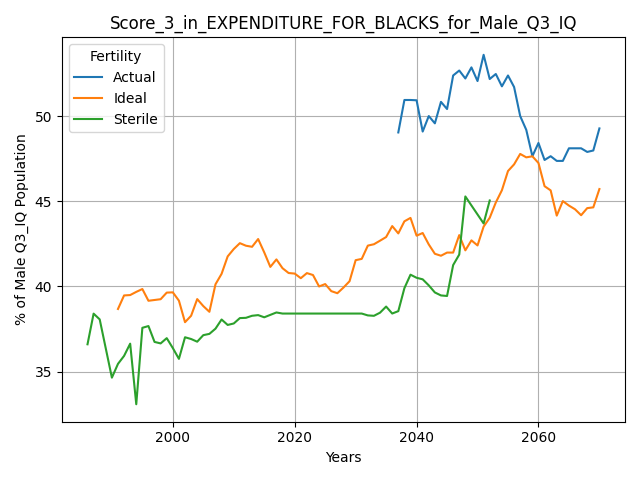 Score_3_in_EXPENDITURE_FOR_BLACKS_for_Male_Q3_IQ
Fertility
Actual
Ideal
Sterile
% of Male Q3_IQ Population
50
45
40
35
2000
2020
2040
2060
Years